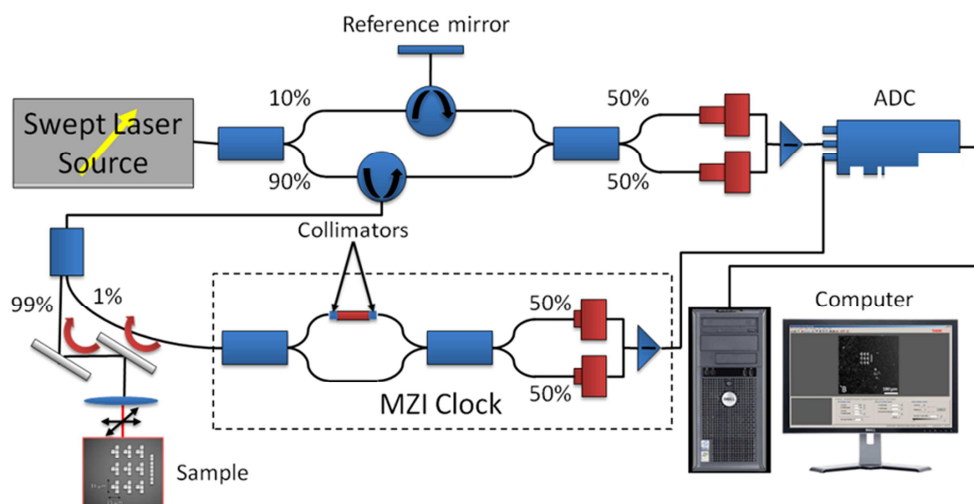 Reference mirror
10%
50%
ADC
Swept Laser
Source
90%
50%
Collimators
99%
1%
50%
Computer
50%
MZI Clock
DELL
Sample